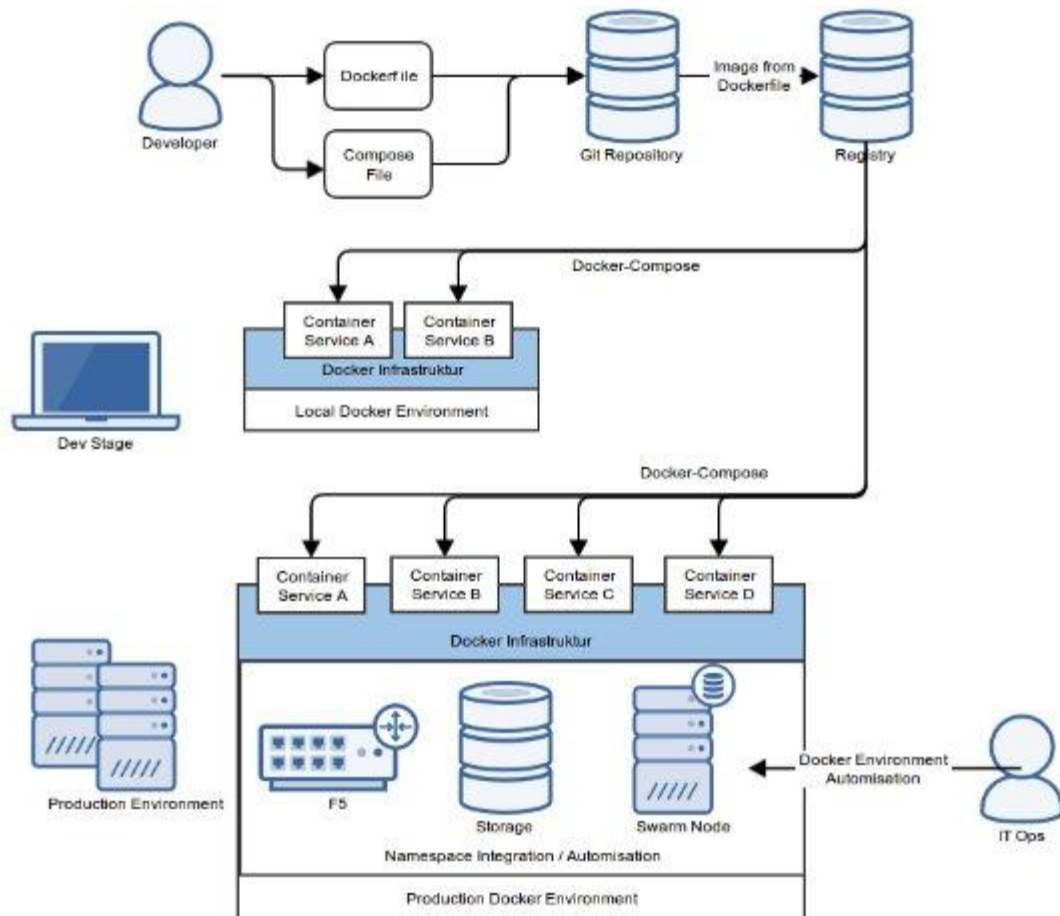 Dockerfile
Image from
Dockerfile
Developer
Compose
File
Git Repository
Registry
Docker-Compose
Container
Service A
Container
Service B
Docker Infrastruktur
Local Docker Environment
Dev Stage
Docker-Compose
Container
Service A
Container
Service B
Container
Service C
Container
Service D
Docker Infrastruktur
Production Environment
F5
Storage
Swarm Node
Docker Environment
Automisation
IT Ops
Namespace Integration / Automisation
Production Docker Environment